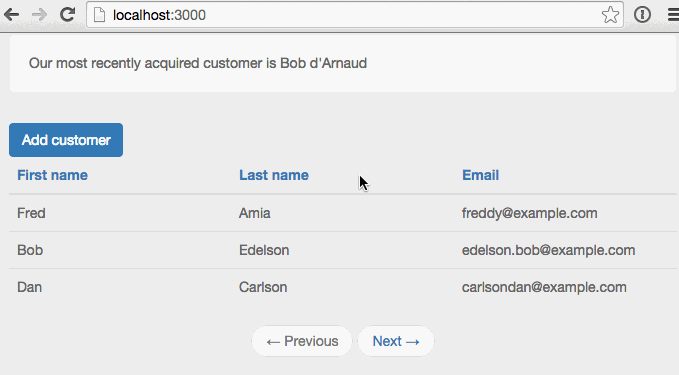 localhost:3000
Our most recently acquired customer is Bob d'Arnaud
Add customer
First name Last name Email
Fred Amia freddy@example.com
Bob Edelson edelson.bob@example.com
Dan Carlson carlsondan@example.com
← Previous Next →